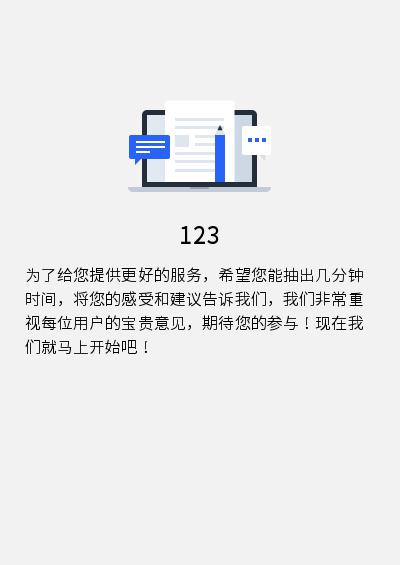 123
为了给您提供更好的服务，希望您能抽出几分钟
时间，将您的感受和建议告诉我们，我们非常重
视每位用户的宝贵意见，期待您的参与！现在我
们就马上开始吧！